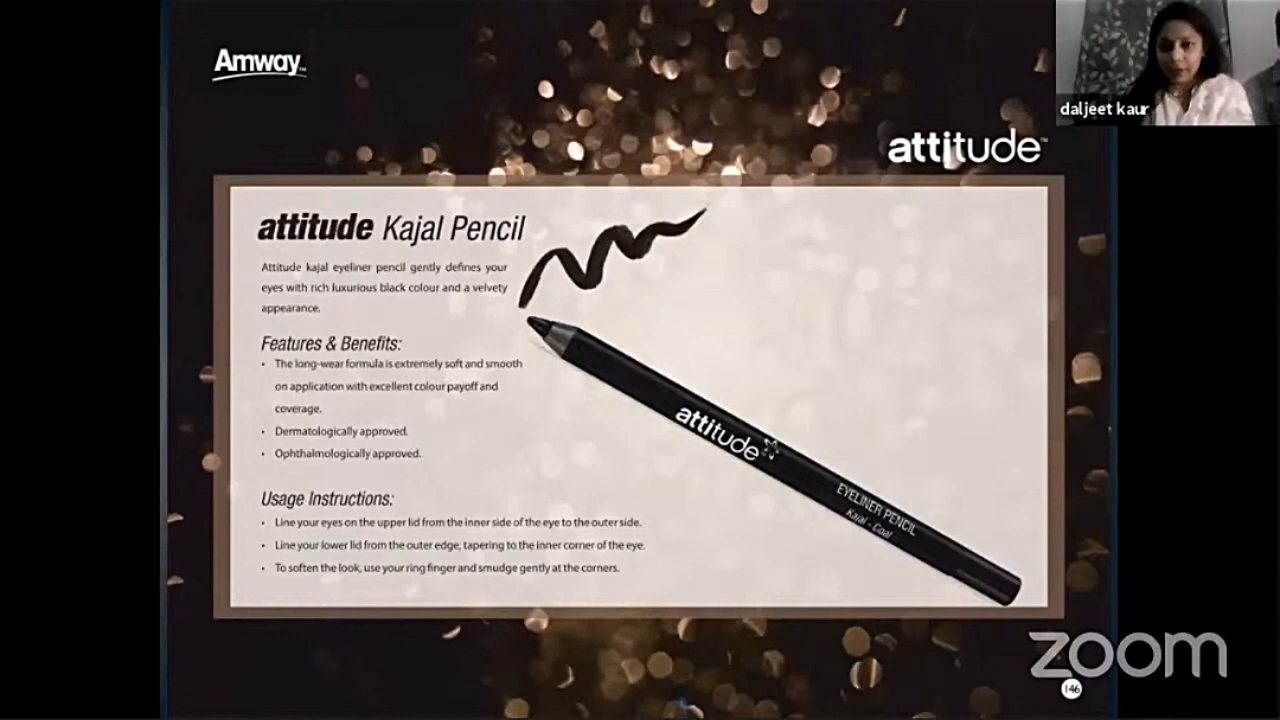 Amway™
daljeet kaur
attitude™
attitude Kajal Pencil
Attitude kajal eyeliner pencil gently defines your
eyes with rich luxurious black colour and a velvety
appearance.
Features & Benefits:
• The long-wear formula is extremely soft and smooth
on application with excellent colour payoff and
coverage.
• Dermatologically approved.
• Ophthalmologically approved.
Usage Instructions:
• Line your eyes on the upper lid from the inner side of the eye to the outer side.
• Line your lower lid from the outer edge, tapering to the inner corner of the eye.
• To soften the look, use your ring finger and smudge gently at the corners.
attitude
EYELINER PENCIL
Kajal - Coal
zoom
146